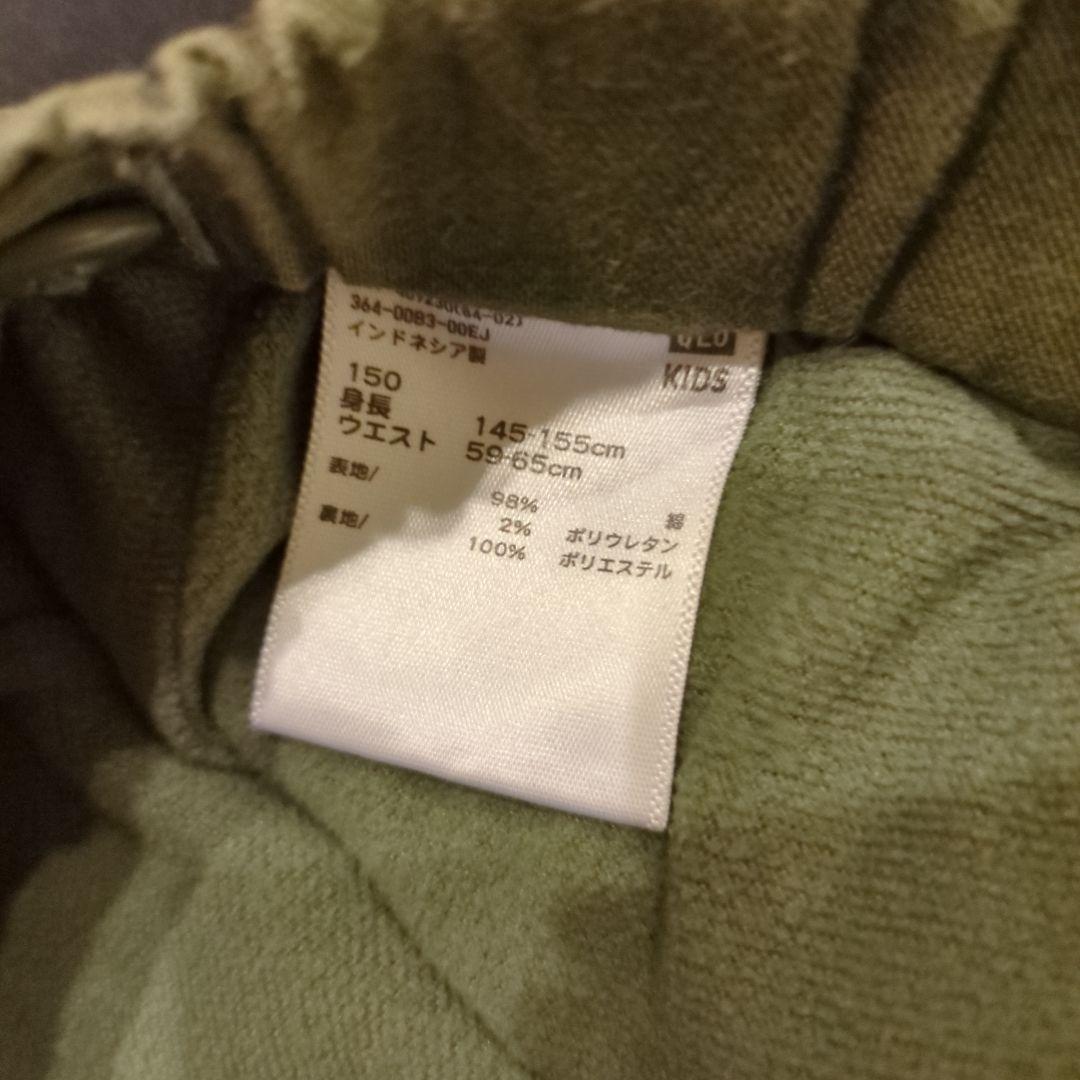 QLO
KIDS
364-00B3-00EJ
インドネシア製
150
身長 145-155cm
ウエスト 59-65cm
表地/
98% 綿
2% ポリウレタン
裏地/
100% ポリエステル